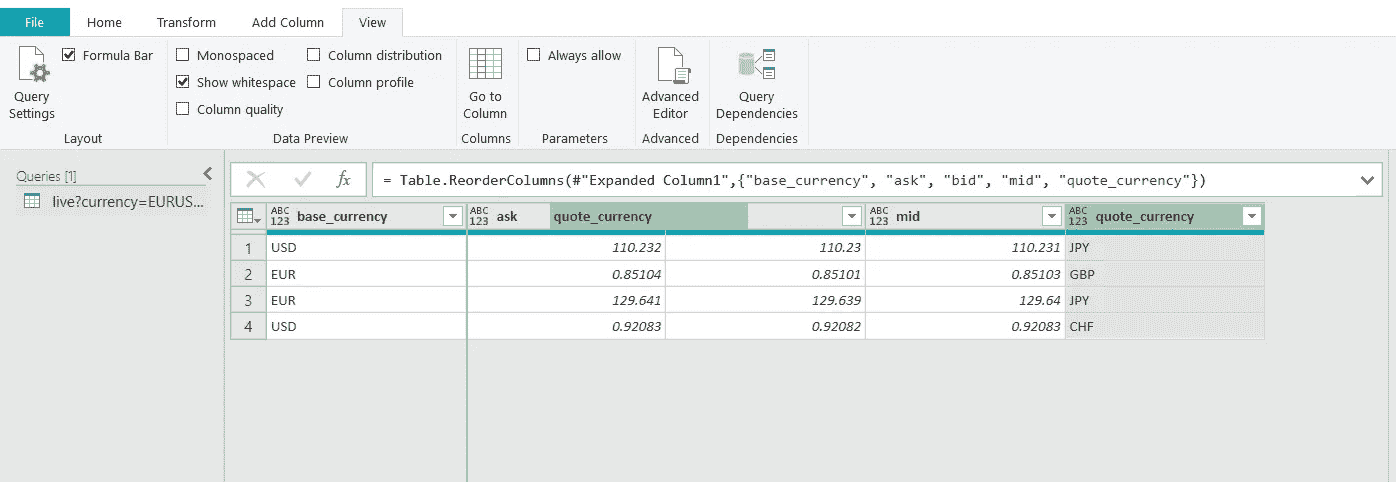 File Home Transform Add Column View
Formula Bar
Monospaced
Column distribution
Always allow
Show whitespace
Column profile
Column quality
Query
Settings
Go to
Column
Advanced
Editor
Query
Dependencies
Layout
Data Preview
Columns
Parameters
Advanced
Dependencies
Queries [1]
live?currency=EURUS...
fx = Table.ReorderColumns(#"Expanded Column1",{"base_currency", "ask", "bid", "mid", "quote_currency"})
ABC 123 base_currency ABC 123 ask quote_currency ABC 123 mid ABC 123 quote_currency
1 USD 110.232 110.23 110.231 JPY
2 EUR 0.85104 0.85101 0.85103 GBP
3 EUR 129.641 129.639 129.64 JPY
4 USD 0.92083 0.92082 0.92083 CHF